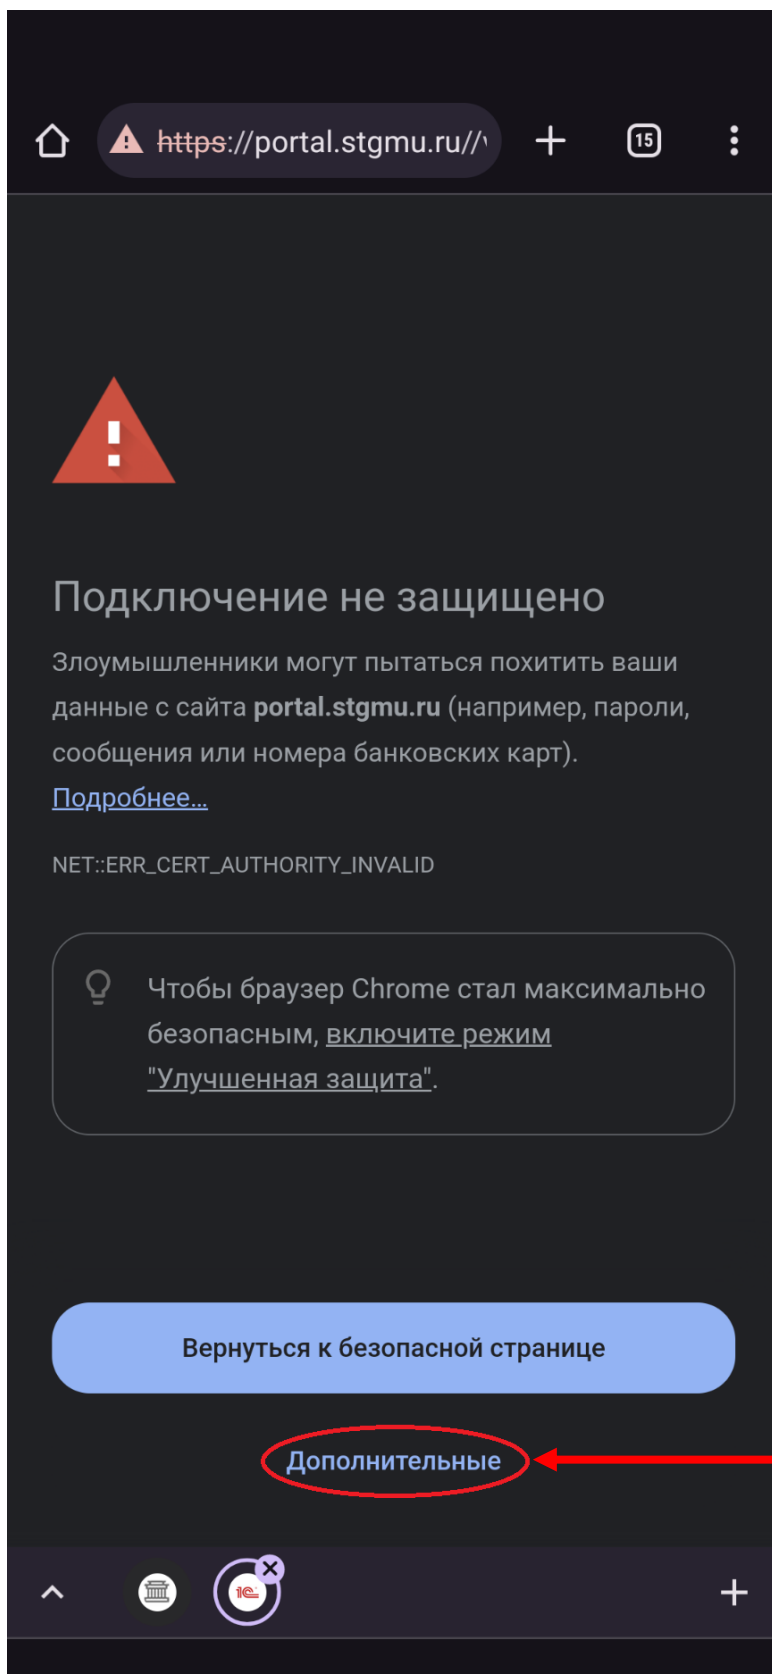 https://portal.stgmu.ru//
15
Подключение не защищено
Злоумышленники могут пытаться похитить ваши
данные с сайта portal.stgmu.ru (например, пароли,
сообщения или номера банковских карт).
Подробнее...
NET::ERR_CERT_AUTHORITY_INVALID
Чтобы браузер Chrome стал максимально
безопасным, включите режим
"Улучшенная защита".
Вернуться к безопасной странице
Дополнительные
1С